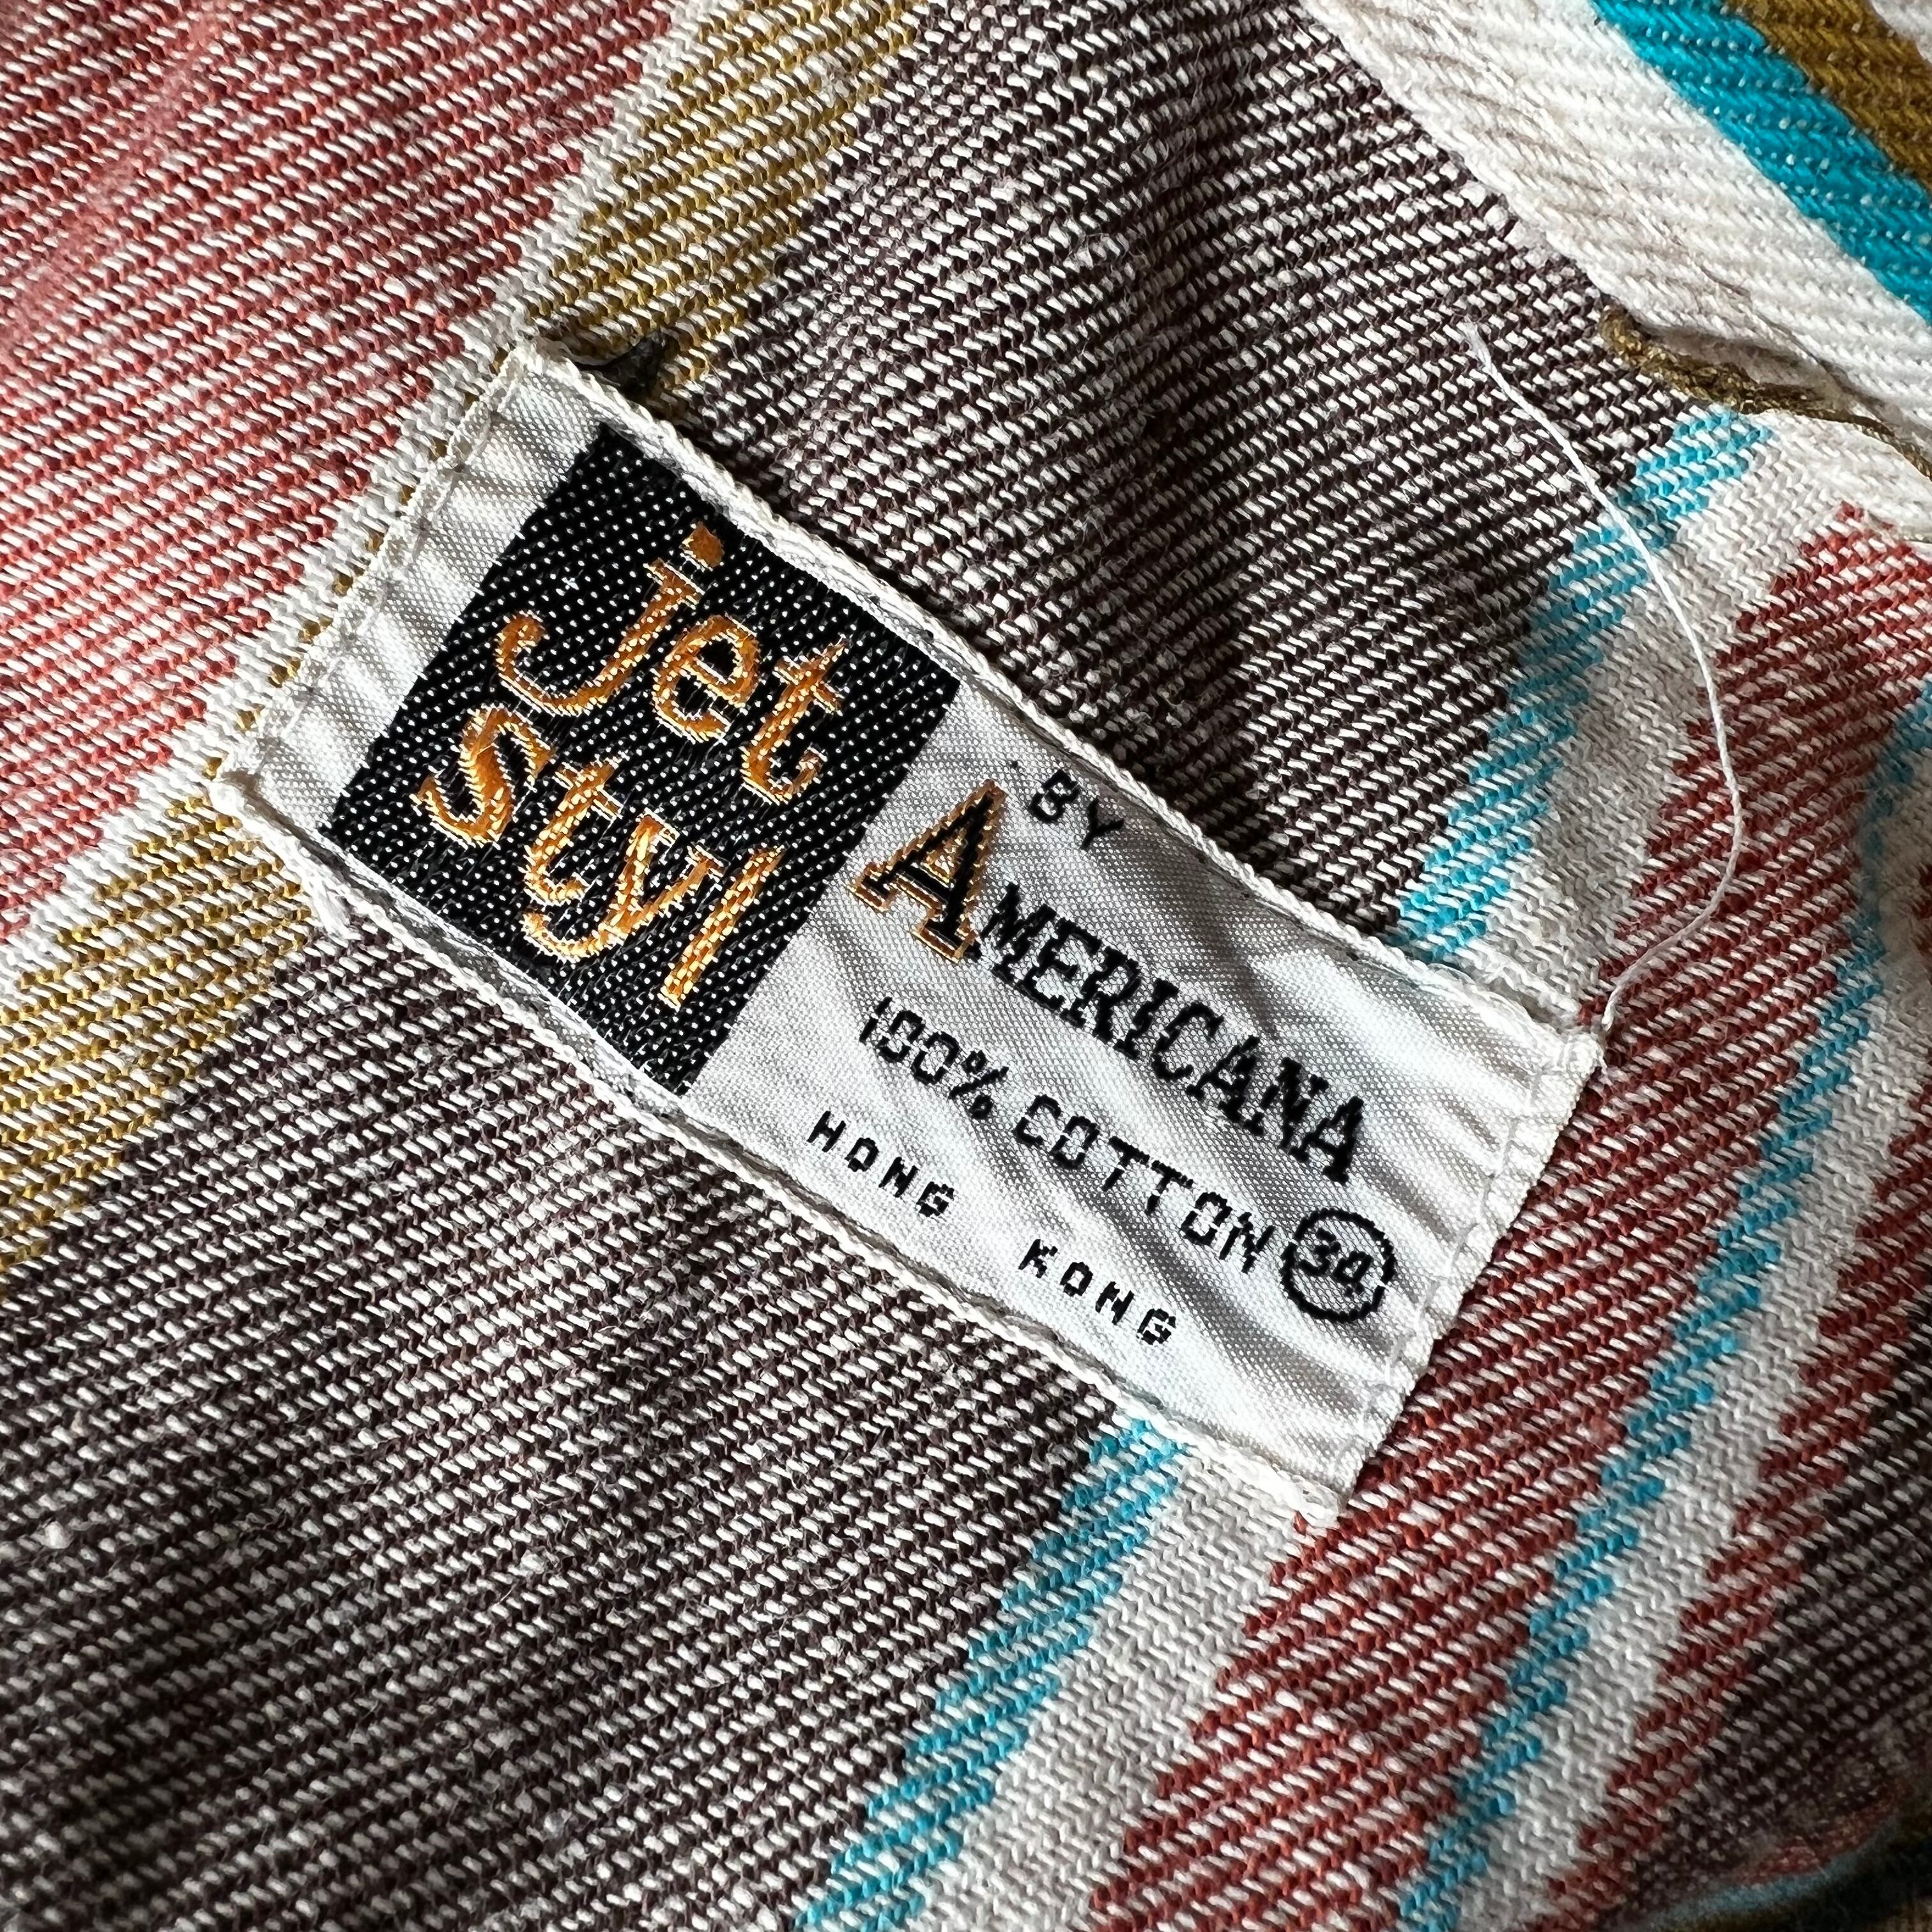 jet
styl
BY
AMERICANA
100% COTTON 34
HONG KONG